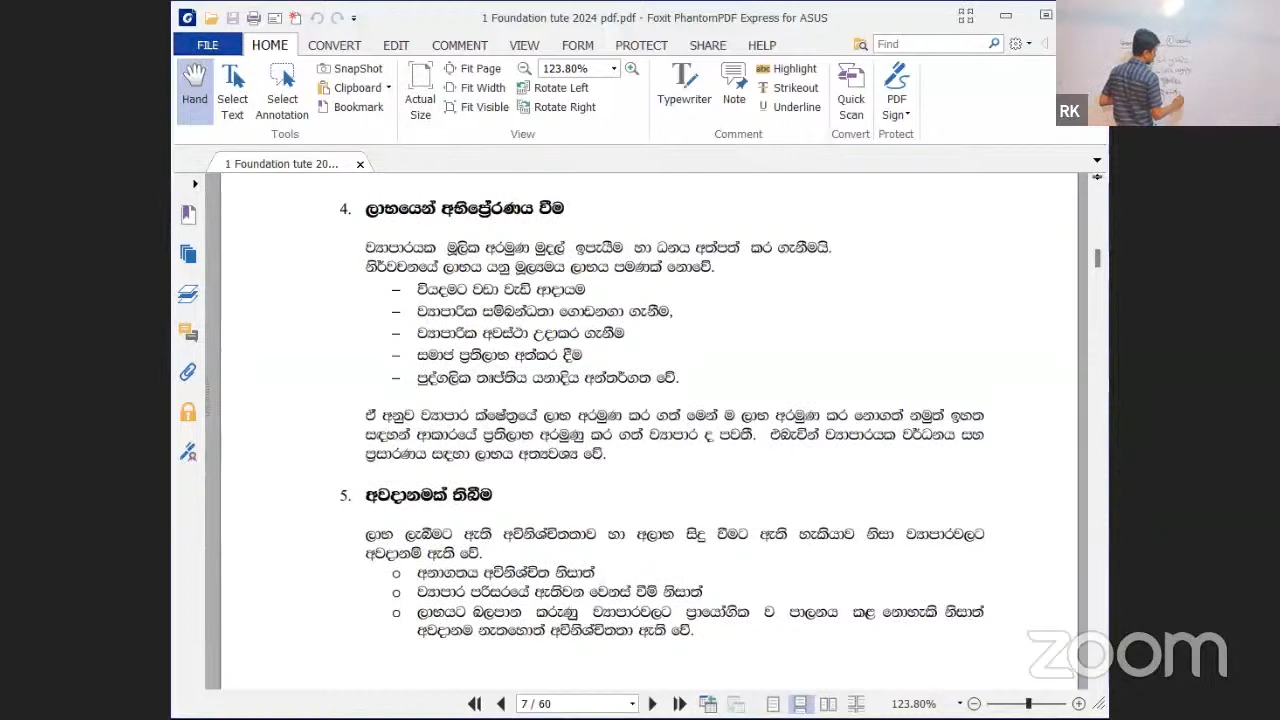 1 Foundation tute 2024 pdf.pdf - Foxit PhantomPDF Express for ASUS
FILE HOME CONVERT EDIT COMMENT VIEW FORM PROTECT SHARE HELP Find
Hand Select Text Select Annotation SnapShot Clipboard Bookmark Tools
Actual Size Fit Page Fit Width Fit Visible 123.80% Rotate Left Rotate Right View
Typewriter Note Highlight Strikeout Underline Comment
Quick Scan Convert PDF Sign Protect
RK
1 Foundation tute 20...
4. ලාභයෙන් අභිප්‍රේරණය වීම
ව්‍යාපාරයක මූලික අරමුණ මුදල් ඉපැයීම හා ධනය අත්පත් කර ගැනීමයි.
නිර්වචනයේ ලාභය යනු මූල්‍යමය ලාභය පමණක් නොවේ.
– වියදමට වඩා වැඩි ආදායම
– ව්‍යාපාරික සම්බන්ධතා ගොඩනගා ගැනීම,
– ව්‍යාපාරික අවස්ථා උදාකර ගැනීම
– සමාජ ප්‍රතිලාභ අත්කර දීම
– පුද්ගලික තෘප්තිය යනාදිය අන්තර්ගත වේ.
ඒ අනුව ව්‍යාපාර ක්ෂේත්‍රයේ ලාභ අරමුණ කර ගත් මෙන් ම ලාභ අරමුණ කර නොගත් නමුත් ඉහත
සඳහන් ආකාරයේ ප්‍රතිලාභ අරමුණු කර ගත් ව්‍යාපාර ද පවතී. එබැවින් ව්‍යාපාරයක වර්ධනය සහ
ප්‍රසාරණය සඳහා ලාභය අත්‍යවශ්‍ය වේ.
5. අවදානමක් තිබීම
ලාභ ලැබීමට ඇති අවිනිශ්චිතතාව හා අලාභ සිදු වීමට ඇති හැකියාව නිසා ව්‍යාපාරවලට
අවදානම් ඇති වේ.
o අනාගතය අවිනිශ්චිත නිසාත්
o ව්‍යාපාර පරිසරයේ ඇතිවන වෙනස් වීම් නිසාත්
o ලාභයට බලපාන කරුණු ව්‍යාපාරවලට ප්‍රායෝගික ව පාලනය කළ නොහැකි නිසාත්
අවදානම නැතහොත් අවිනිශ්චිතතා ඇති වේ.
zoom
7 / 60 123.80%